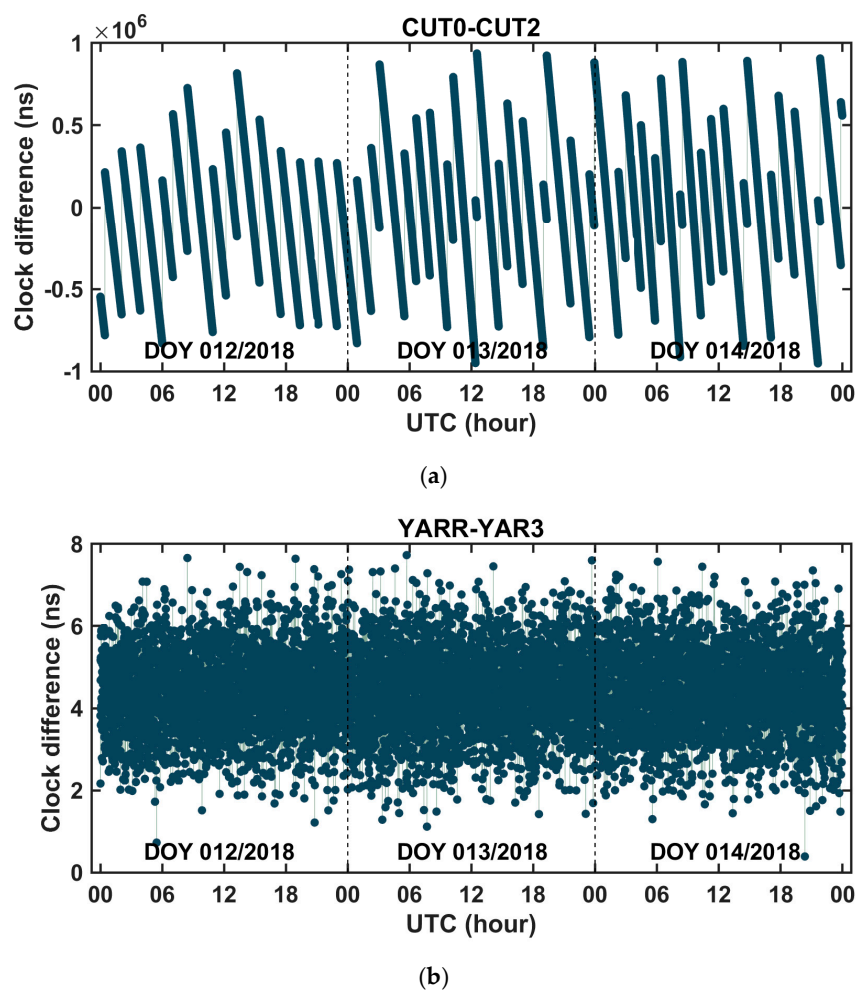 CUT0-CUT2
×10⁶
Clock difference (ns)
1
0.5
0
-0.5
-1
DOY 012/2018 DOY 013/2018 DOY 014/2018
00 06 12 18 00 06 12 18 00 06 12 18 00
UTC (hour)
(a)
YARR-YAR3
Clock difference (ns)
8
6
4
2
0
DOY 012/2018 DOY 013/2018 DOY 014/2018
00 06 12 18 00 06 12 18 00 06 12 18 00
UTC (hour)
(b)